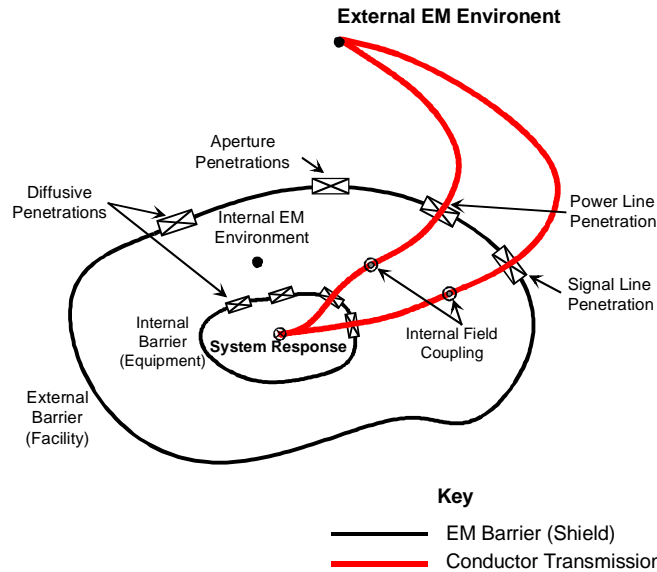 External EM Environent
Aperture
Penetrations
Diffusive
Penetrations
Internal EM
Environment
Power Line
Penetration
Signal Line
Penetration
Internal
Barrier
(Equipment)
System Response
Internal Field
Coupling
External
Barrier
(Facility)
Key
EM Barrier (Shield)
Conductor Transmission